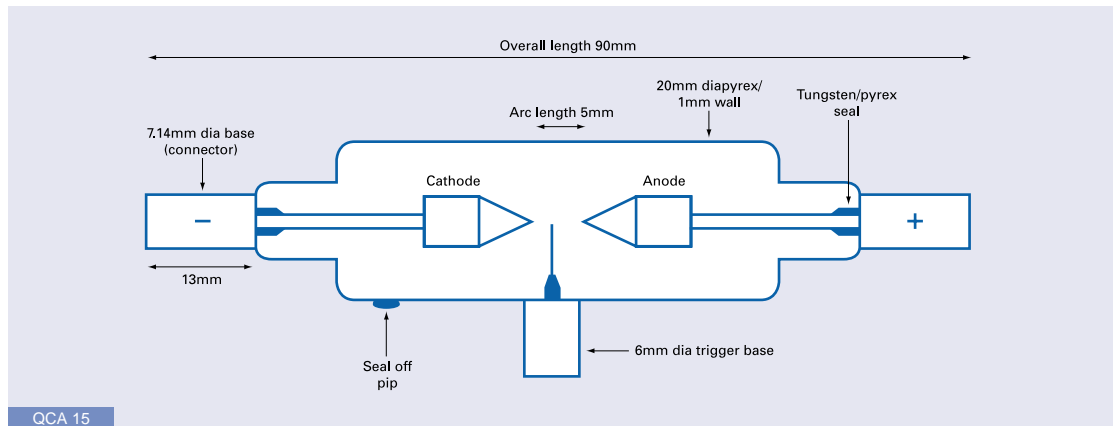 Overall length 90mm
20mm diapyrex/
1mm wall
Tungsten/pyrex
seal
Arc length 5mm
7.14mm dia base
(connector)
Cathode
Anode
−
+
13mm
6mm dia trigger base
Seal off
pip
QCA 15